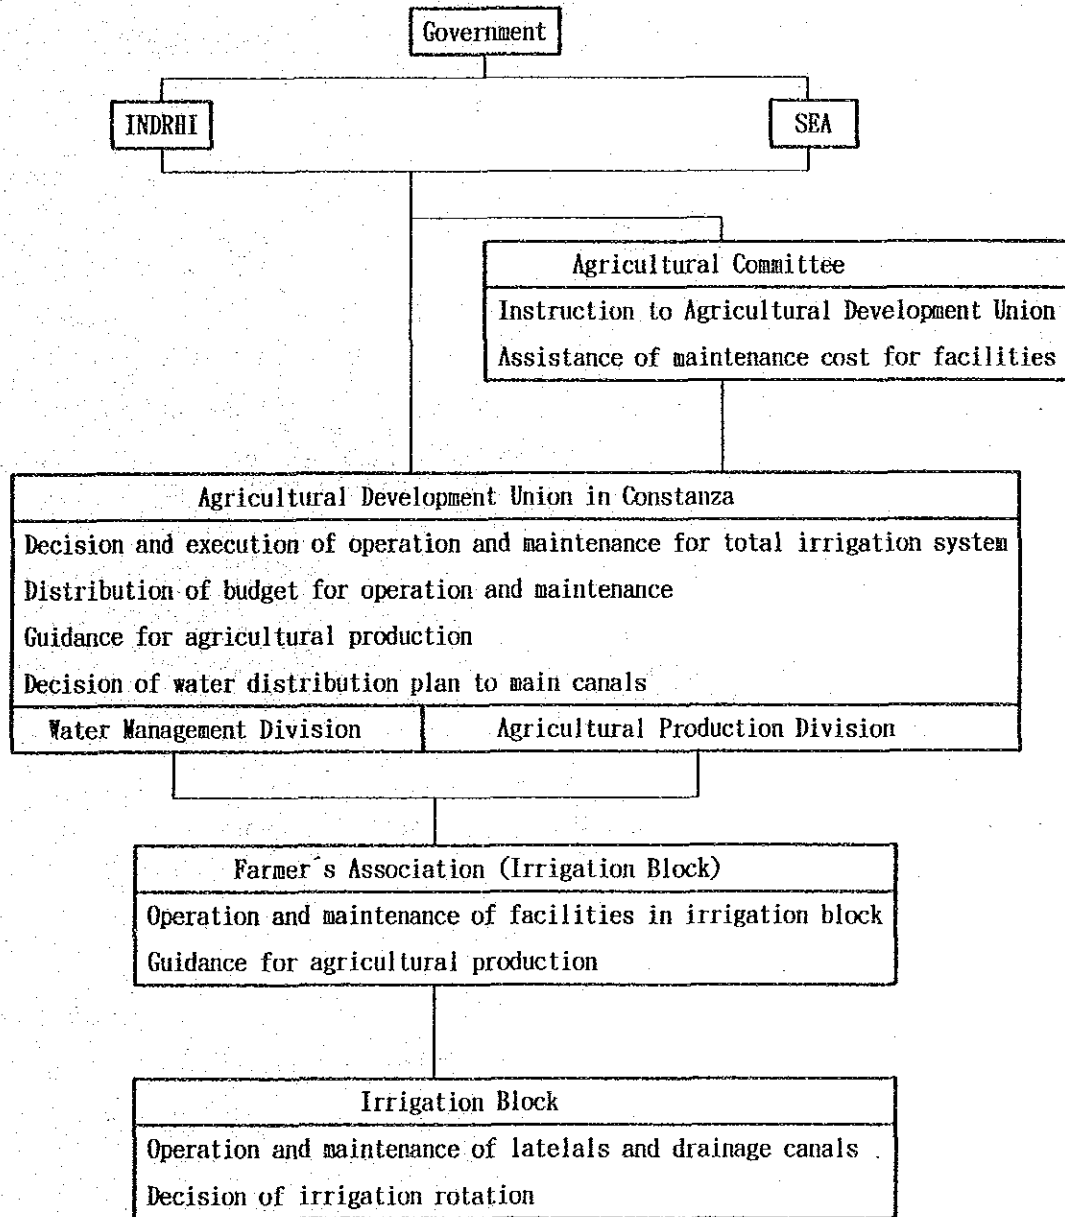 Government
INDRHI
SEA
Agricultural Committee
Instruction to Agricultural Development Union
Assistance of maintenance cost for facilities
Agricultural Development Union in Constanza
Decision and execution of operation and maintenance for total irrigation system
Distribution of budget for operation and maintenance
Guidance for agricultural production
Decision of water distribution plan to main canals
Water Management Division
Agricultural Production Division
Farmer´s Association (Irrigation Block)
Operation and maintenance of facilities in irrigation block
Guidance for agricultural production
Irrigation Block
Operation and maintenance of latelals and drainage canals
Decision of irrigation rotation